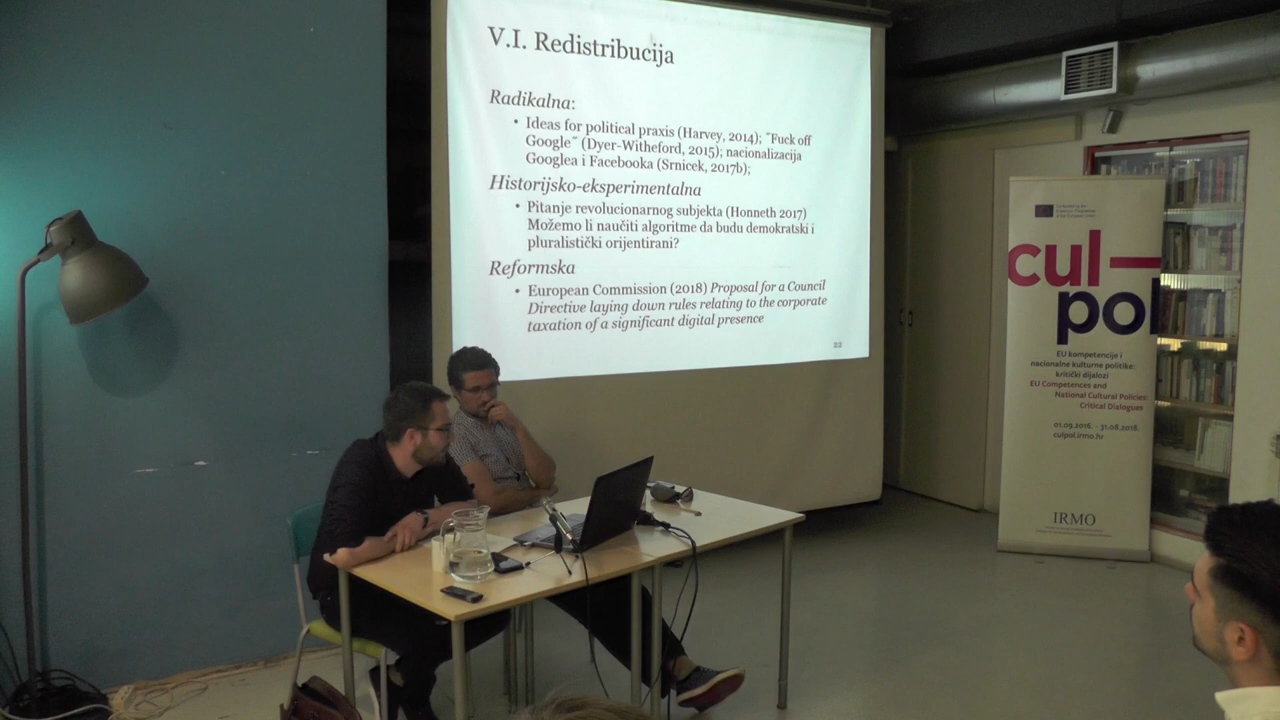 V.I. Redistribucija
Radikalna:
• Ideas for political praxis (Harvey, 2014); ˝Fuck off
Google˝ (Dyer-Witheford, 2015); nacionalizacija
Googlea i Facebooka (Srnicek, 2017b);
Historijsko-eksperimentalna
• Pitanje revolucionarnog subjekta (Honneth 2017)
Možemo li naučiti algoritme da budu demokratski i
pluralistički orijentirani?
Reformska
• European Commission (2018) Proposal for a Council
Directive laying down rules relating to the corporate
taxation of a significant digital presence
22
cul—
pol
EU kompetencije i
nacionalne kulturne politike:
kritički dijalozi
EU Competences and
National Cultural Policies:
Critical Dialogues
01.09.2016. - 31.08.2018.
culpol.irmo.hr
IRMO